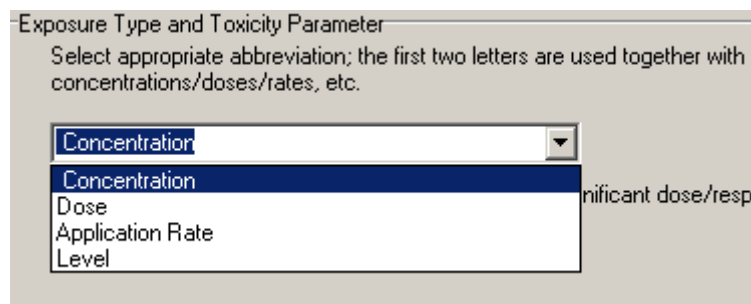 Exposure Type and Toxicity Parameter
Select appropriate abbreviation; the first two letters are used together with
concentrations/doses/rates, etc.
Concentration
Concentration
Dose
nificant dose/resp
Application Rate
Level